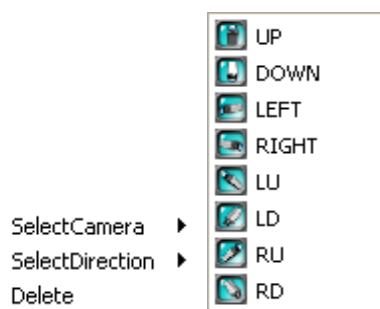 UP
DOWN
LEFT
RIGHT
LU
LD
RU
RD
SelectCamera
SelectDirection
Delete